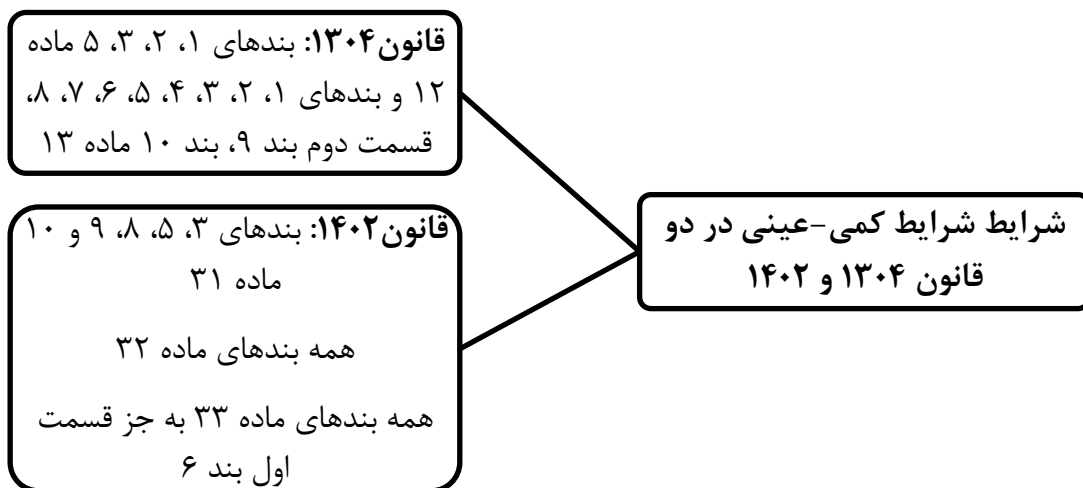 شرایط شرایط کمی-عینی در دو
قانون ۱۳۰۴ و ۱۴۰۲
قانون۱۳۰۴: بندهای ۱، ۲، ۳، ۵ ماده
۱۲ و بندهای ۱، ۲، ۳، ۴، ۵، ۶، ۷، ۸،
قسمت دوم بند ۹، بند ۱۰ ماده ۱۳
قانون۱۴۰۲: بندهای ۳، ۵، ۸، ۹ و ۱۰
ماده ۳۱
همه بندهای ماده ۳۲
همه بندهای ماده ۳۳ به جز قسمت
اول بند ۶